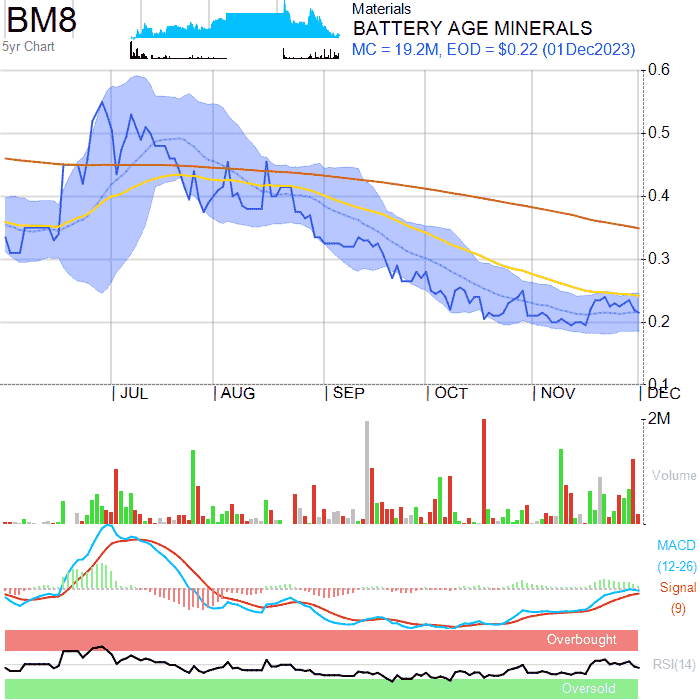 BM8
5yr Chart
Materials
BATTERY AGE MINERALS
MC = 19.2M, EOD = $0.22 (01Dec2023)
0.6
0.5
0.4
0.3
0.2
0.1
JUL AUG SEP OCT NOV DEC
2M
Volume
MACD
(12-26)
Signal
(9)
Overbought
RSI(14)
Oversold